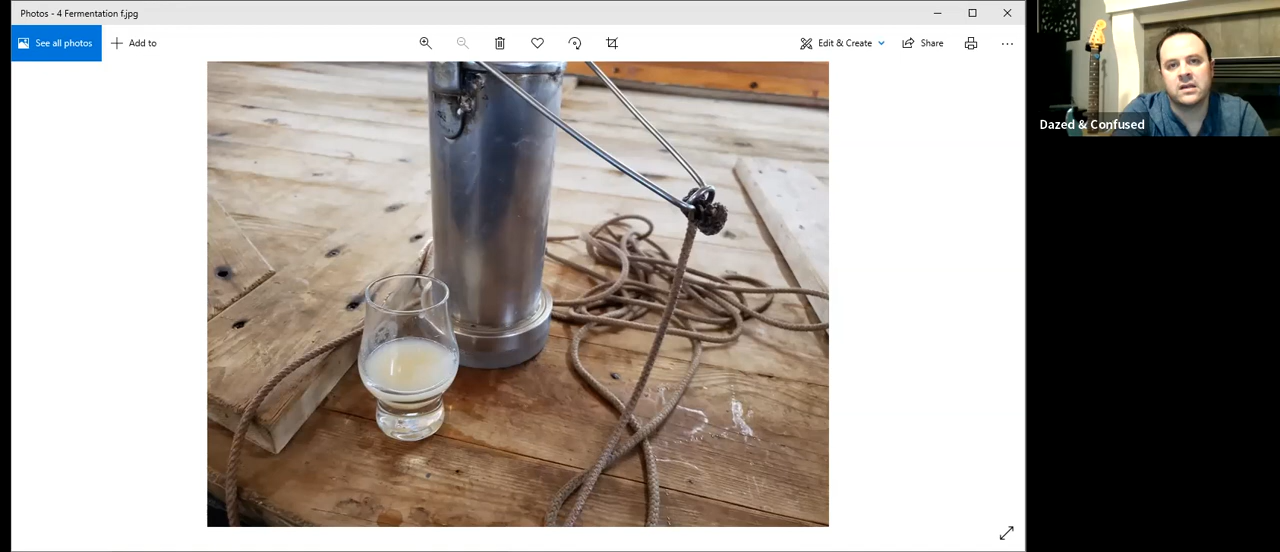 Photos - 4 Fermentation f.jpg
See all photos
Add to
Edit & Create
Share
Dazed & Confused